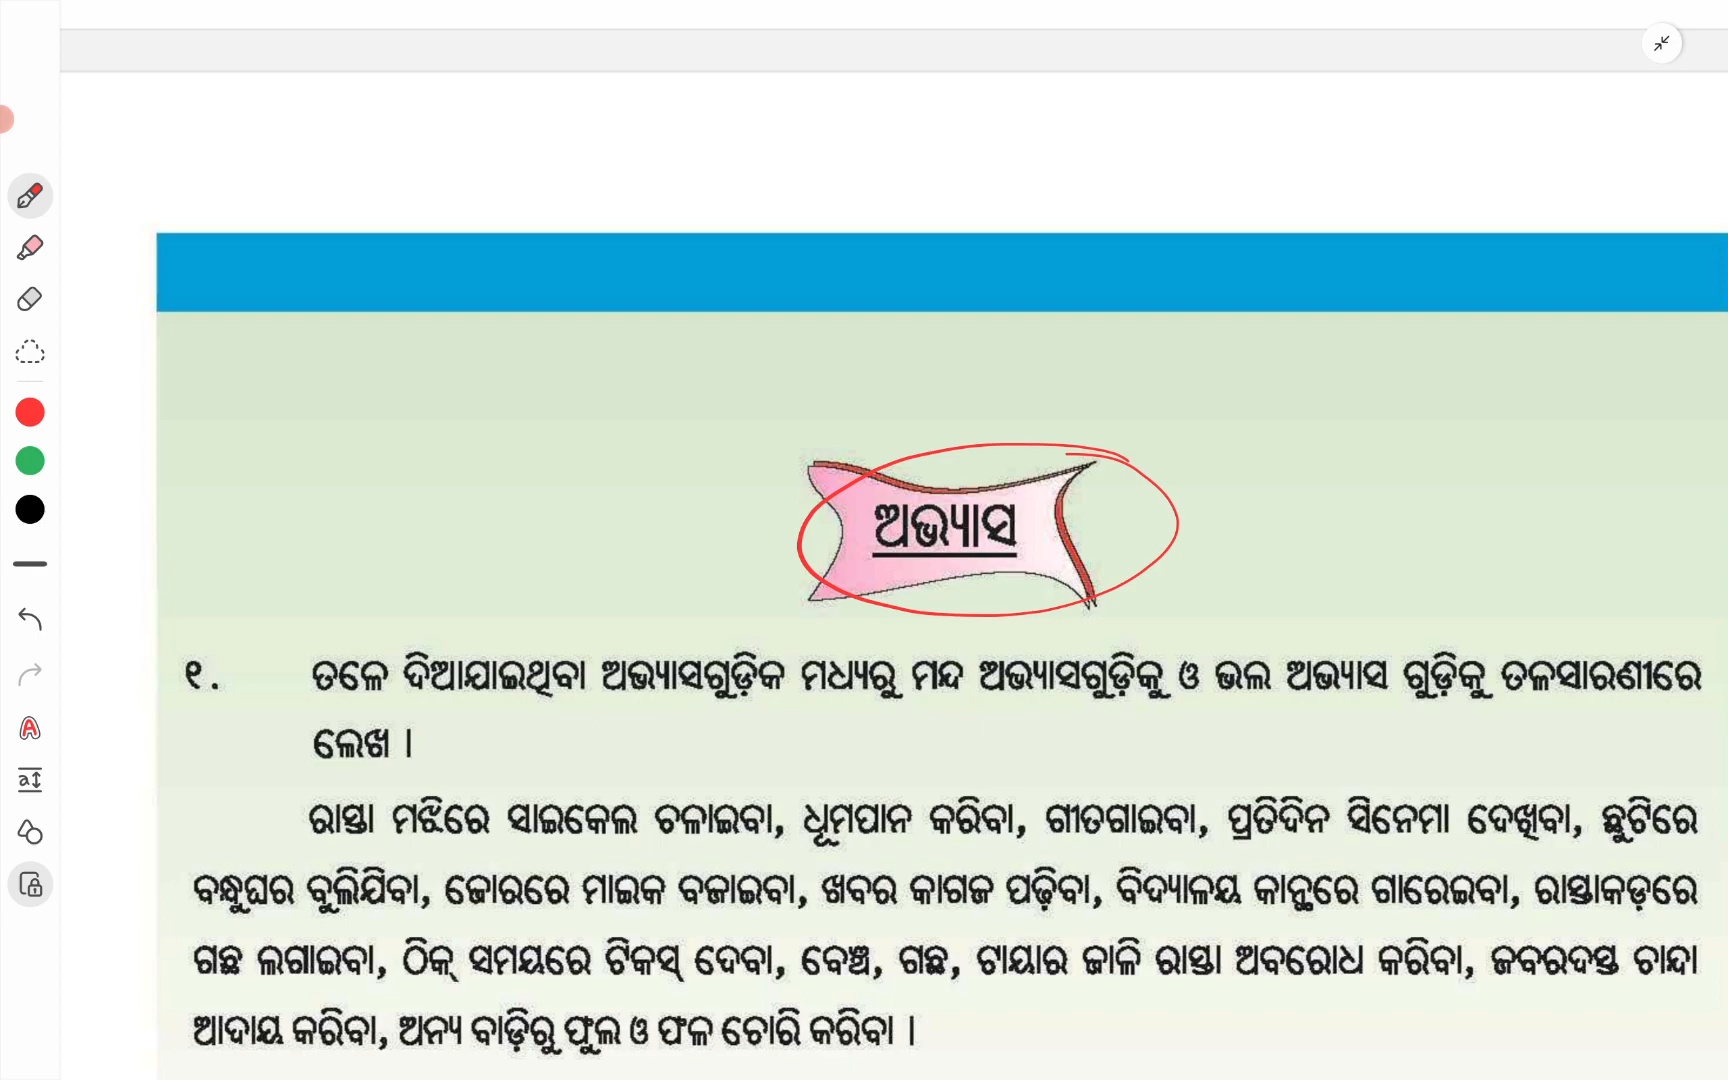 ଅଭ୍ୟାସ
୧. ତଳେ ଦିଆଯାଇଥିବା ଅଭ୍ୟାସଗୁଡ଼ିକ ମଧ୍ୟରୁ ମନ୍ଦ ଅଭ୍ୟାସଗୁଡ଼ିକୁ ଓ ଭଲ ଅଭ୍ୟାସ ଗୁଡ଼ିକୁ ତଳସାରଣୀରେ
ଲେଖ ।
ରାସ୍ତା ମଝିରେ ସାଇକେଲ ଚଳାଇବା, ଧୂମପାନ କରିବା, ଗୀତଗାଇବା, ପ୍ରତିଦିନ ସିନେମା ଦେଖିବା, ଛୁଟିରେ
ବନ୍ଧୁଘର ବୁଲିଯିବା, ଜୋରରେ ମାଇକ ବଜାଇବା, ଖବର କାଗଜ ପଢ଼ିବା, ବିଦ୍ୟାଳୟ କାନ୍ଥରେ ଗାରେଇବା, ରାସ୍ତାକଡ଼ରେ
ଗଛ ଲଗାଇବା, ଠିକ୍ ସମୟରେ ଟିକସ୍ ଦେବା, ବେଞ୍ଚ, ଗଛ, ଟାୟାର ଜାଳି ରାସ୍ତା ଅବରୋଧ କରିବା, ଜବରଦସ୍ତ ଚାନ୍ଦା
ଆଦାୟ କରିବା, ଅନ୍ୟ ବାଡ଼ିରୁ ଫୁଲ ଓ ଫଳ ଚୋରି କରିବା ।